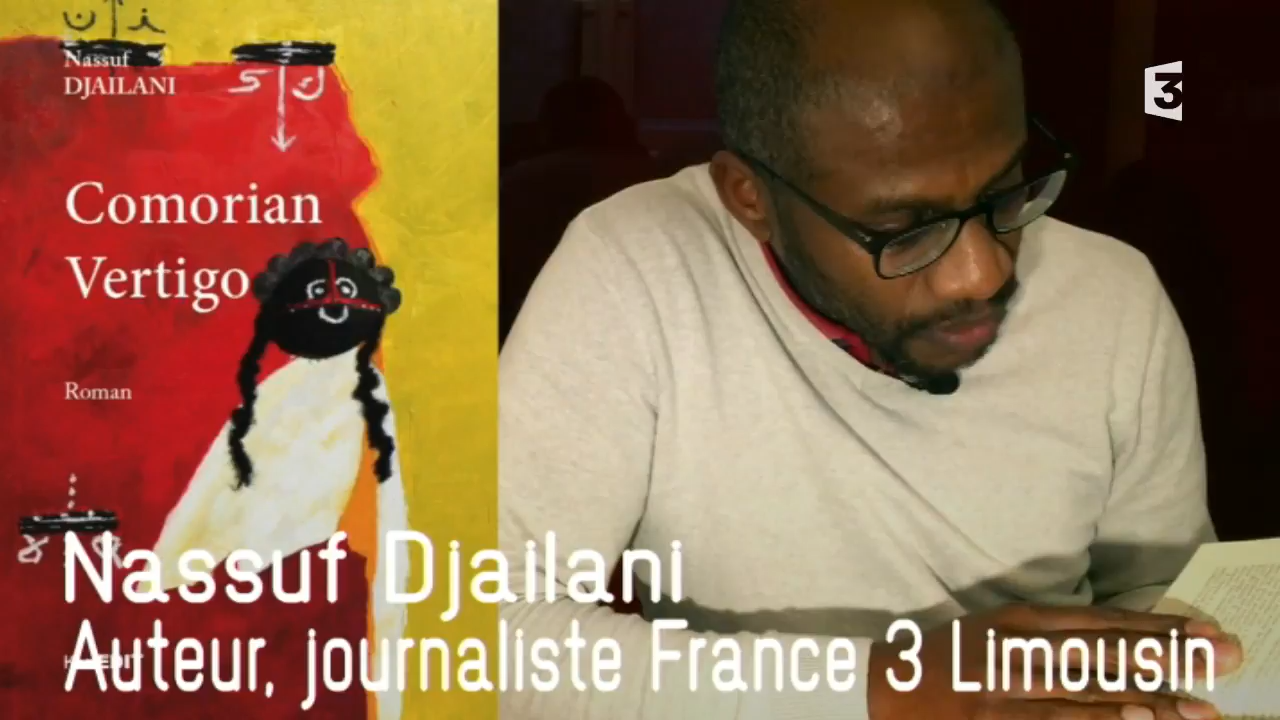 Nassuf
DJAILANI
Comorian
Vertigo
Roman
3
Nassuf Djailani
Auteur, journaliste France 3 Limousin